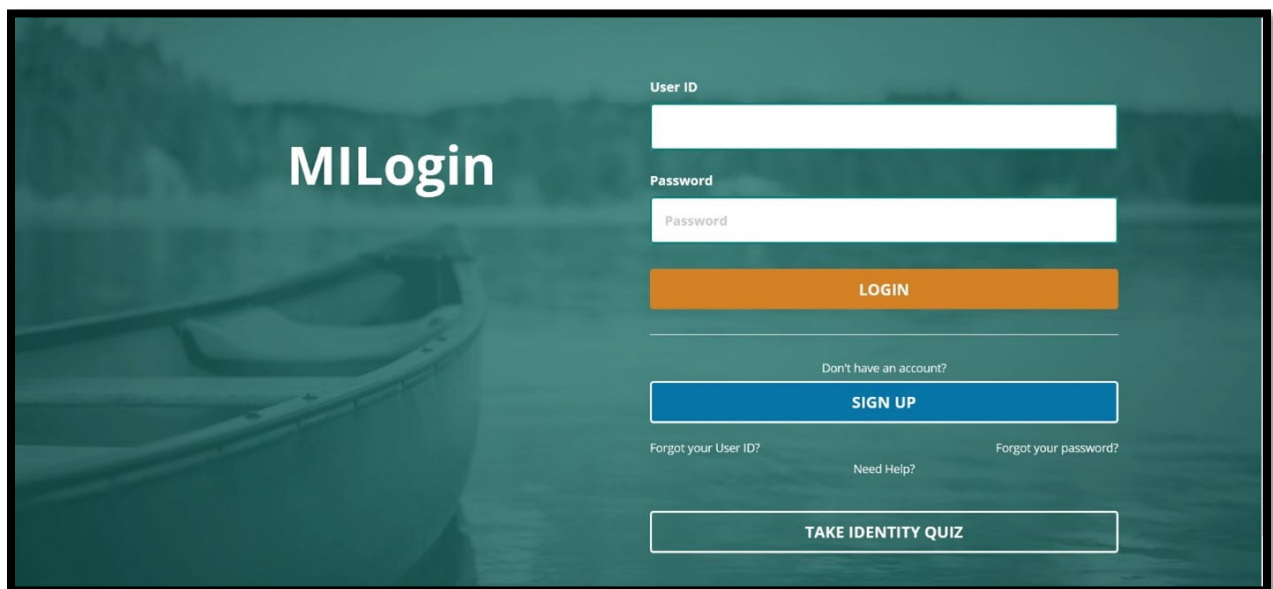 MILogin
User ID
Password
Password
LOGIN
Don't have an account?
SIGN UP
Forgot your User ID?
Forgot your password?
Need Help?
TAKE IDENTITY QUIZ